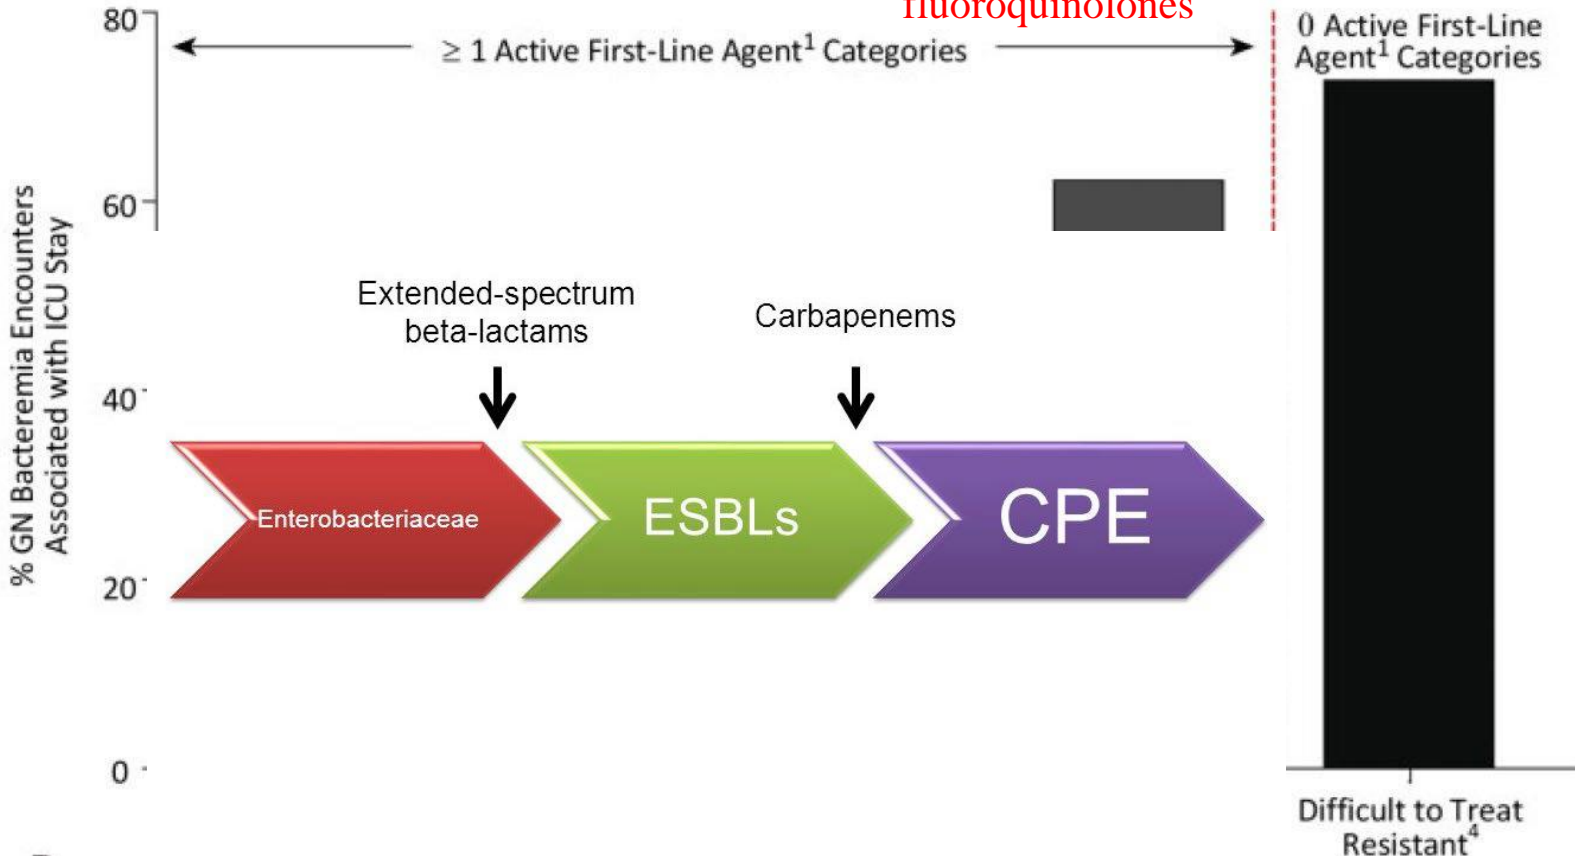 fluoroquinolones
80
≥ 1 Active First-Line Agent¹ Categories
0 Active First-Line
Agent¹ Categories
60
% GN Bacteremia Encounters
Associated with ICU Stay
Extended-spectrum
beta-lactams
Carbapenems
40
Enterobacteriaceae
ESBLs
CPE
20
0
Difficult to Treat
Resistant⁴